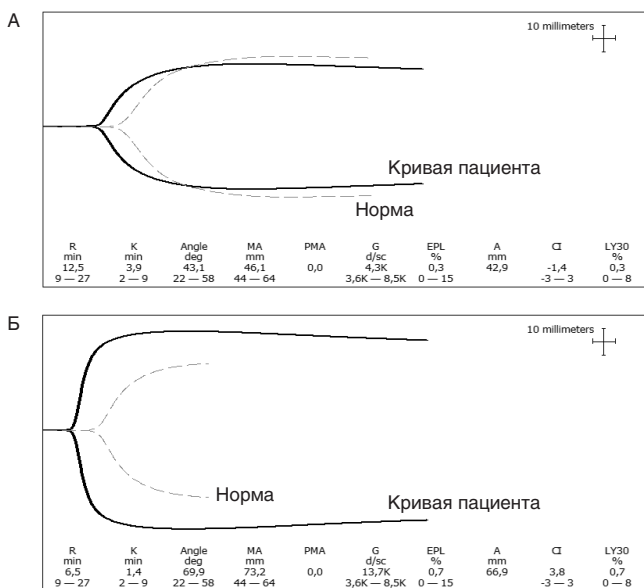 А
10 millimeters
Кривая пациента
Норма
R K Angle MA PMA G EPL A CI LY30
min min deg mm d/sc % mm %
12,5 3,9 43,1 46,1 0,0 4,3K 0,3 42,9 -1,4 0,3
9 — 27 2 — 9 22 — 58 44 — 64 3,6K — 8,5K 0 — 15 -3 — 3 0 — 8
Б
10 millimeters
Норма
Кривая пациента
R K Angle MA PMA G EPL A CI LY30
min min deg mm d/sc % mm %
6,5 1,4 69,9 73,2 0,0 13,7K 0,7 66,9 3,8 0,7
9 — 27 2 — 9 22 — 58 44 — 64 3,6K — 8,5K 0 — 15 -3 — 3 0 — 8